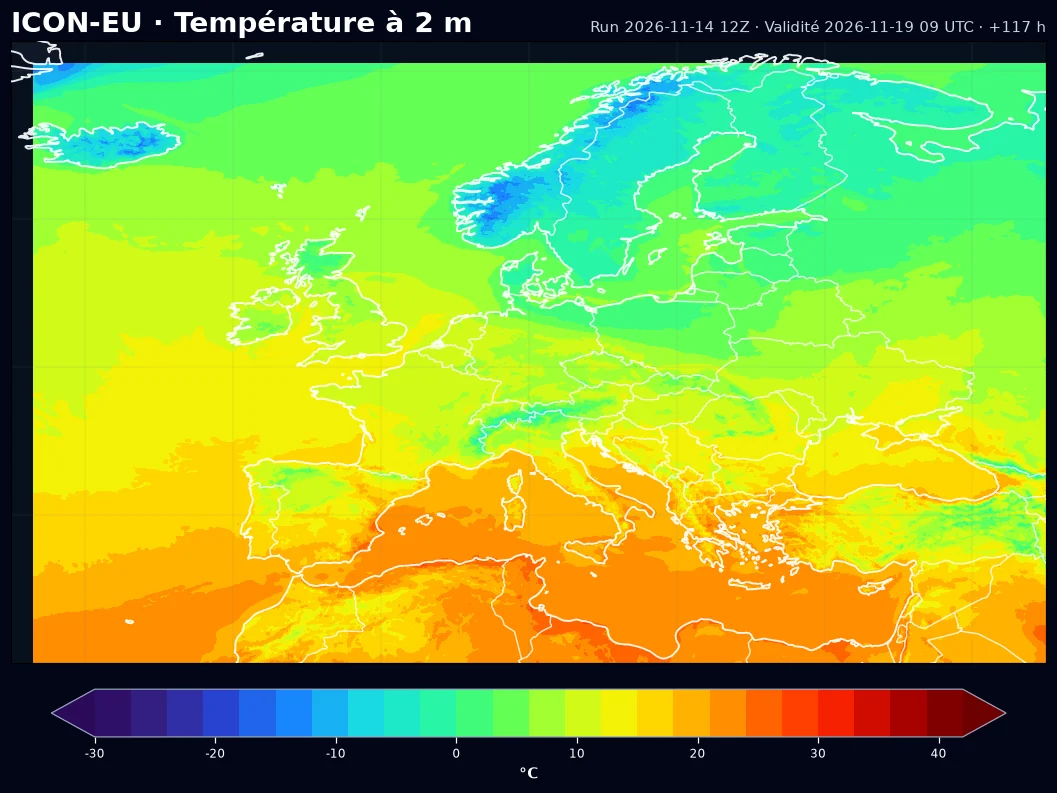 ICON-EU · Température à 2 m
Run 2026-11-14 12Z · Validité 2026-11-19 09 UTC · +117 h
-30 -20 -10 0 10 20 30 40
°C